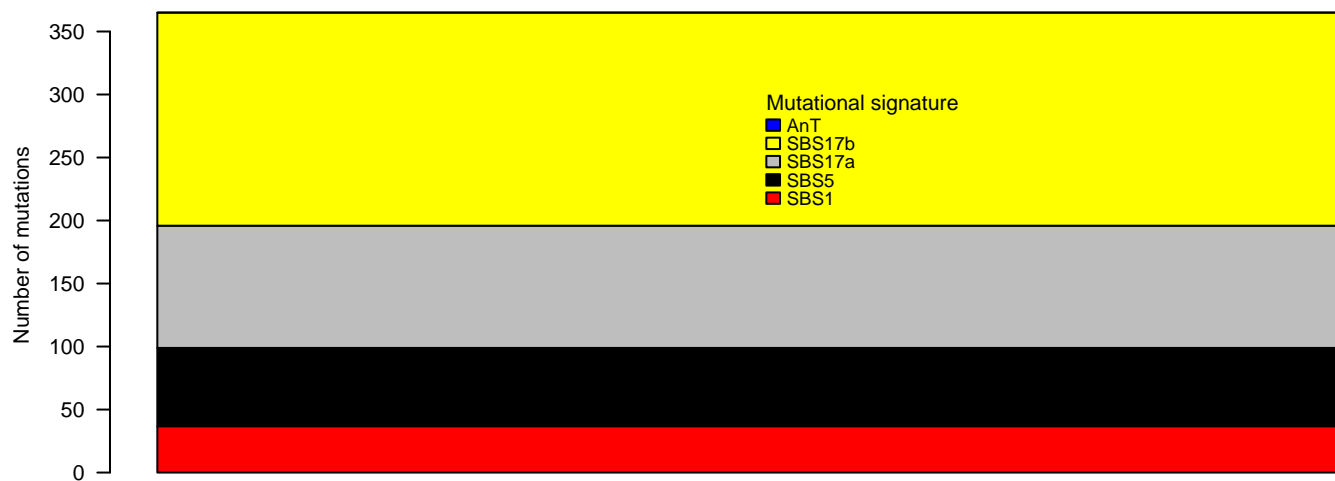 Number of mutations
350
300
250
200
150
100
50
0
Mutational signature
AnT
SBS17b
SBS17a
SBS5
SBS1